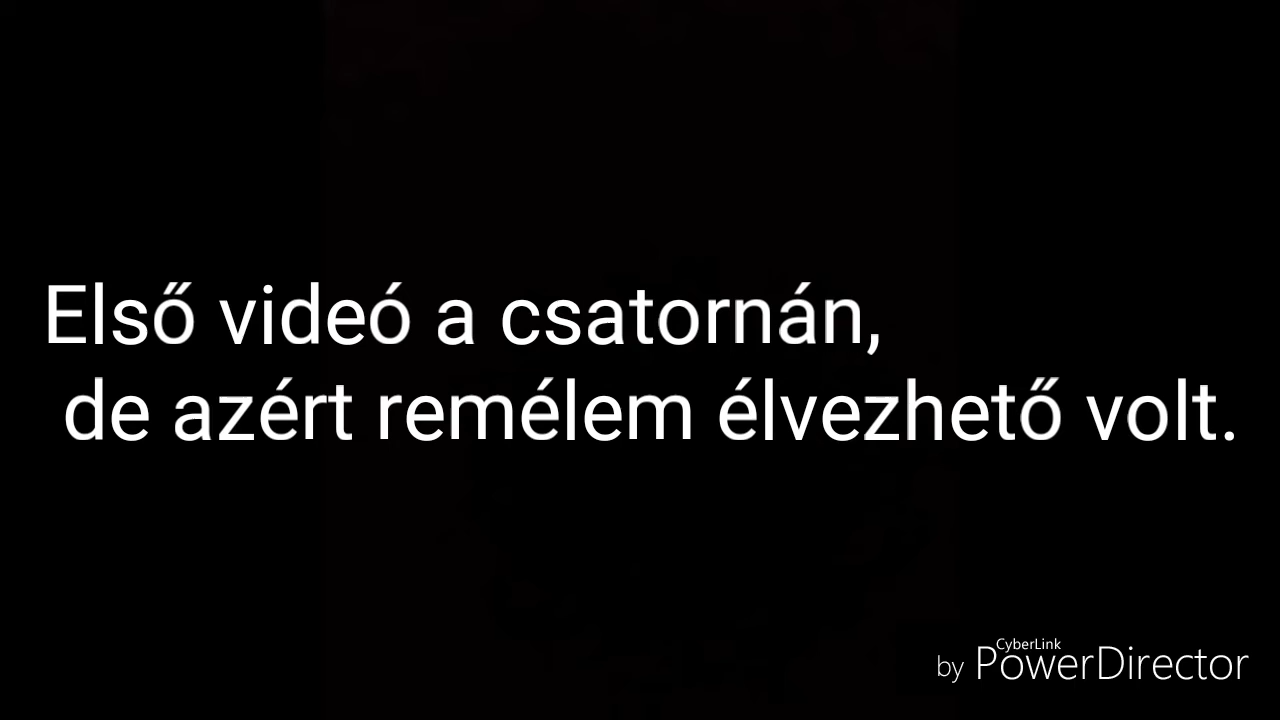 Első videó a csatornán,
de azért remélem élvezhető volt.
by CyberLink PowerDirector